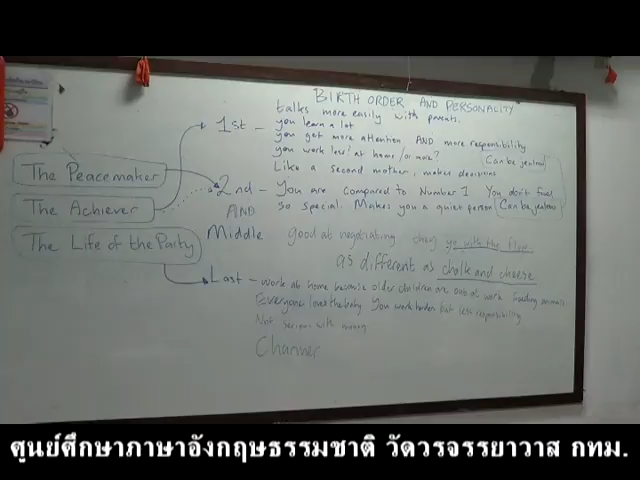 BIRTH ORDER AND PERSONALITY
talks more easily with parents.
1st – you learn a lot
you get more attention AND more responsibility
you work less? at home / or more?
Can be jealous
Like a second mother, makes decisions
The Peacemaker
The Achiever
The Life of the Party
2nd – You are compared to Number 1 You don't feel
AND so special. Makes you a quiet person Can be jealous
Middle good at negotiating they go with the flow
as different as chalk and cheese
Last – work at home because older children are out at work Feeding animals
Everyone loves the baby You work harder but less responsibility
Not serious with money
Charmer
ศูนย์ศึกษาภาษาอังกฤษธรรมชาติ วัดวรจรรยาวาส กทม.